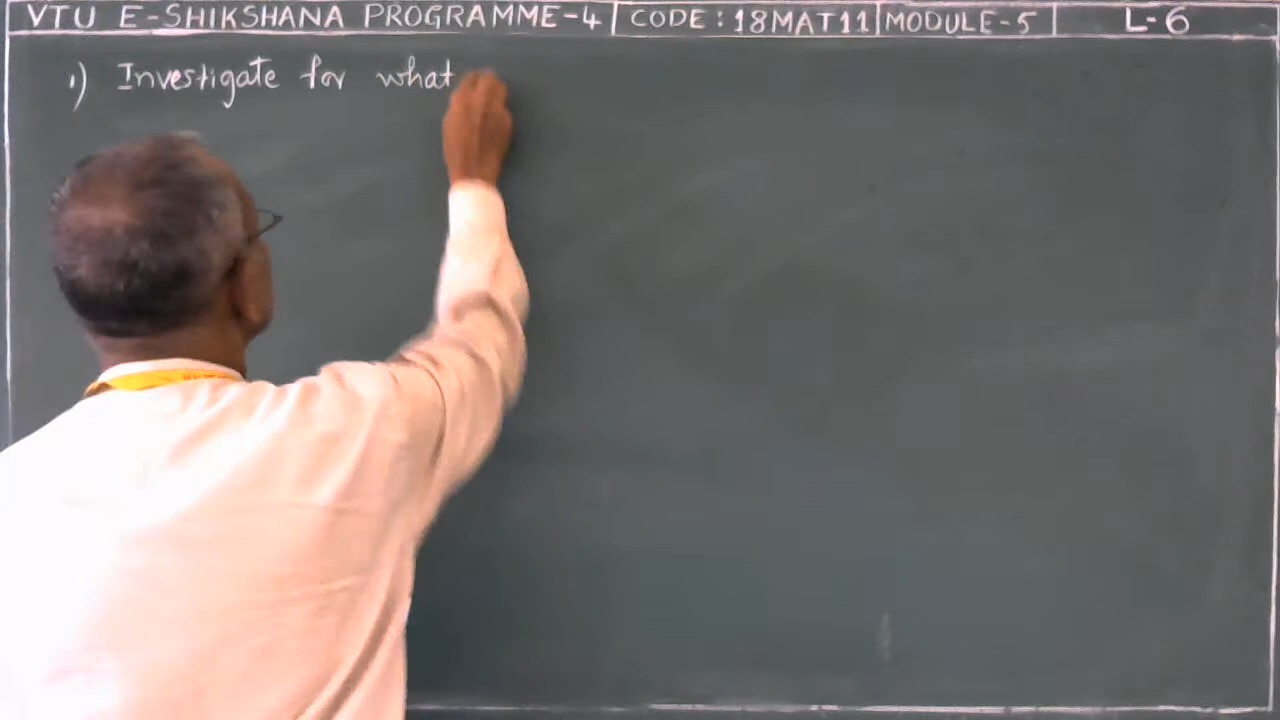 VTU E-SHIKSHANA PROGRAMME-4 | CODE: 18MAT11 | MODULE-5 | L-6
1) Investigate for what